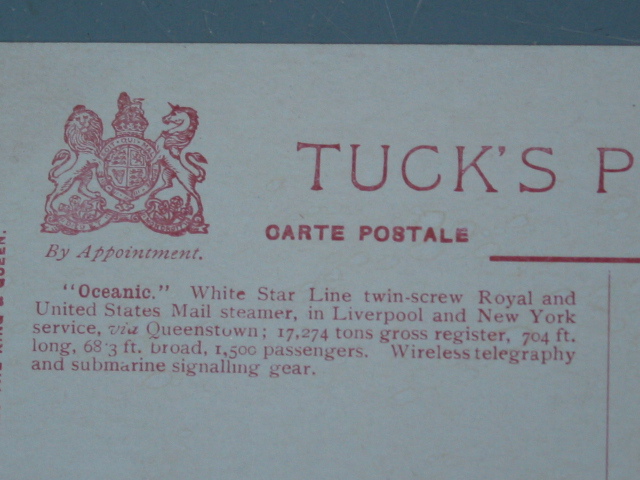 TUCK'S P
CARTE POSTALE
By Appointment.
"Oceanic." White Star Line twin-screw Royal and
United States Mail steamer, in Liverpool and New York
service, via Queenstown; 17,274 tons gross register, 704 ft.
long, 68·3 ft. broad, 1,500 passengers. Wireless telegraphy
and submarine signalling gear.